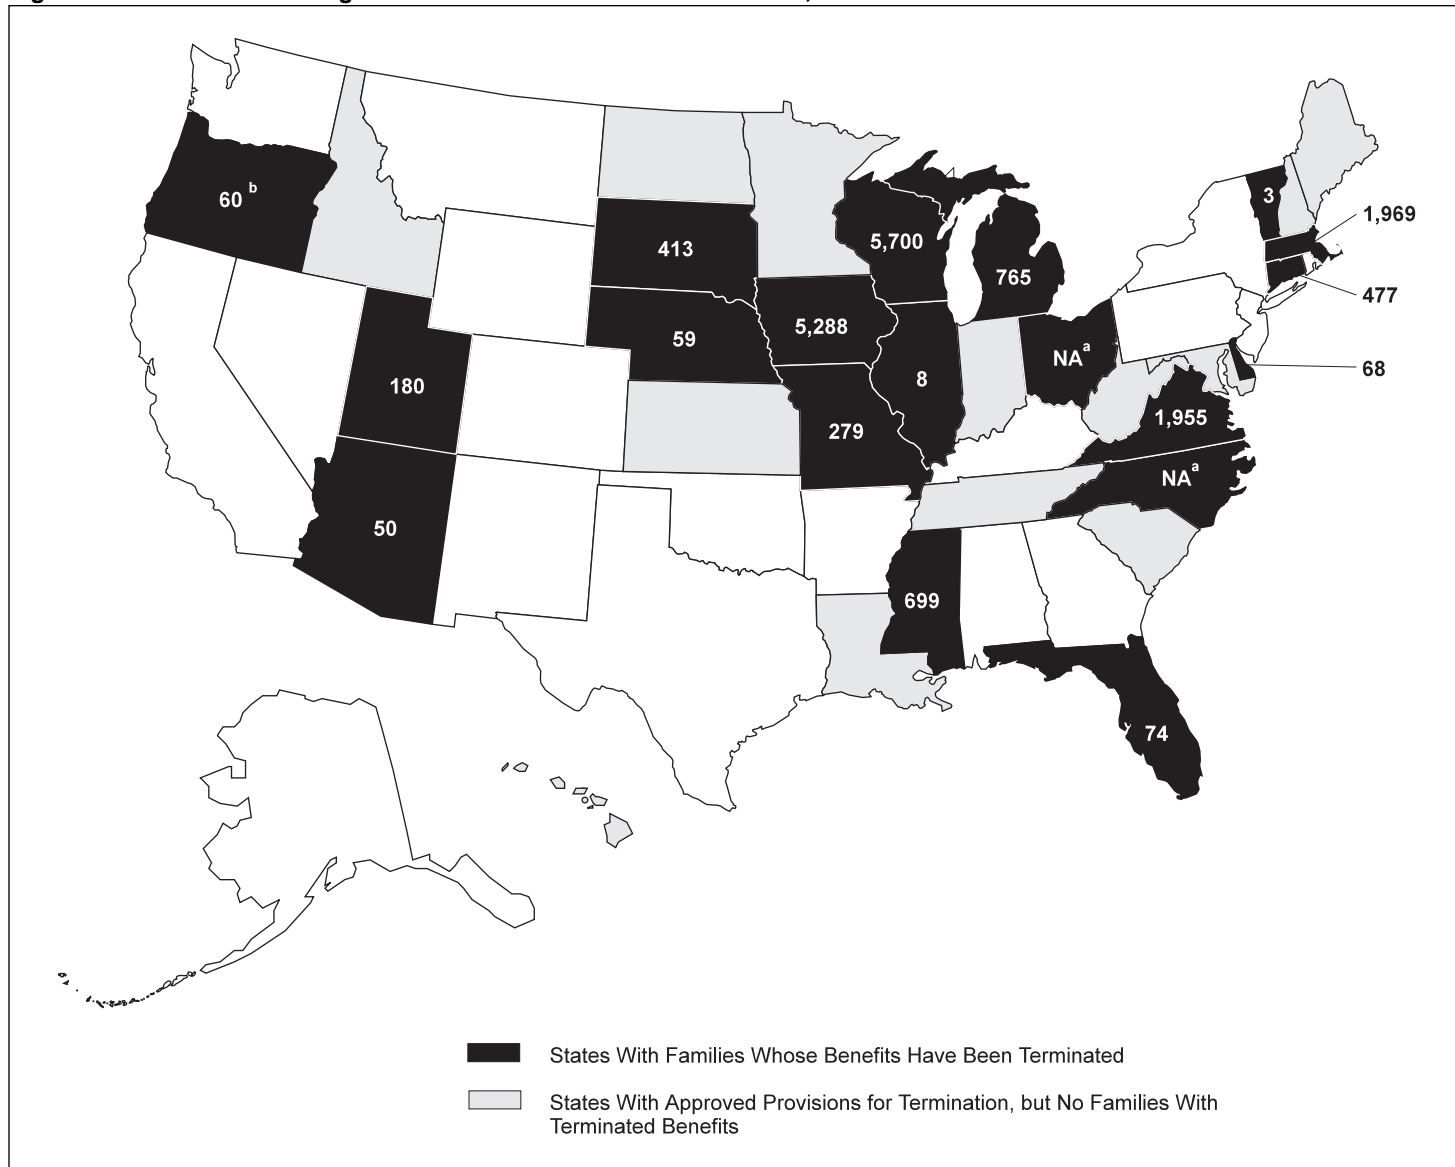 3
1,969
60 b
5,700
413
765
477
5,288
59
NA a
68
8
180
1,955
279
NA a
50
699
74
States With Families Whose Benefits Have Been Terminated
States With Approved Provisions for Termination, but No Families With
Terminated Benefits